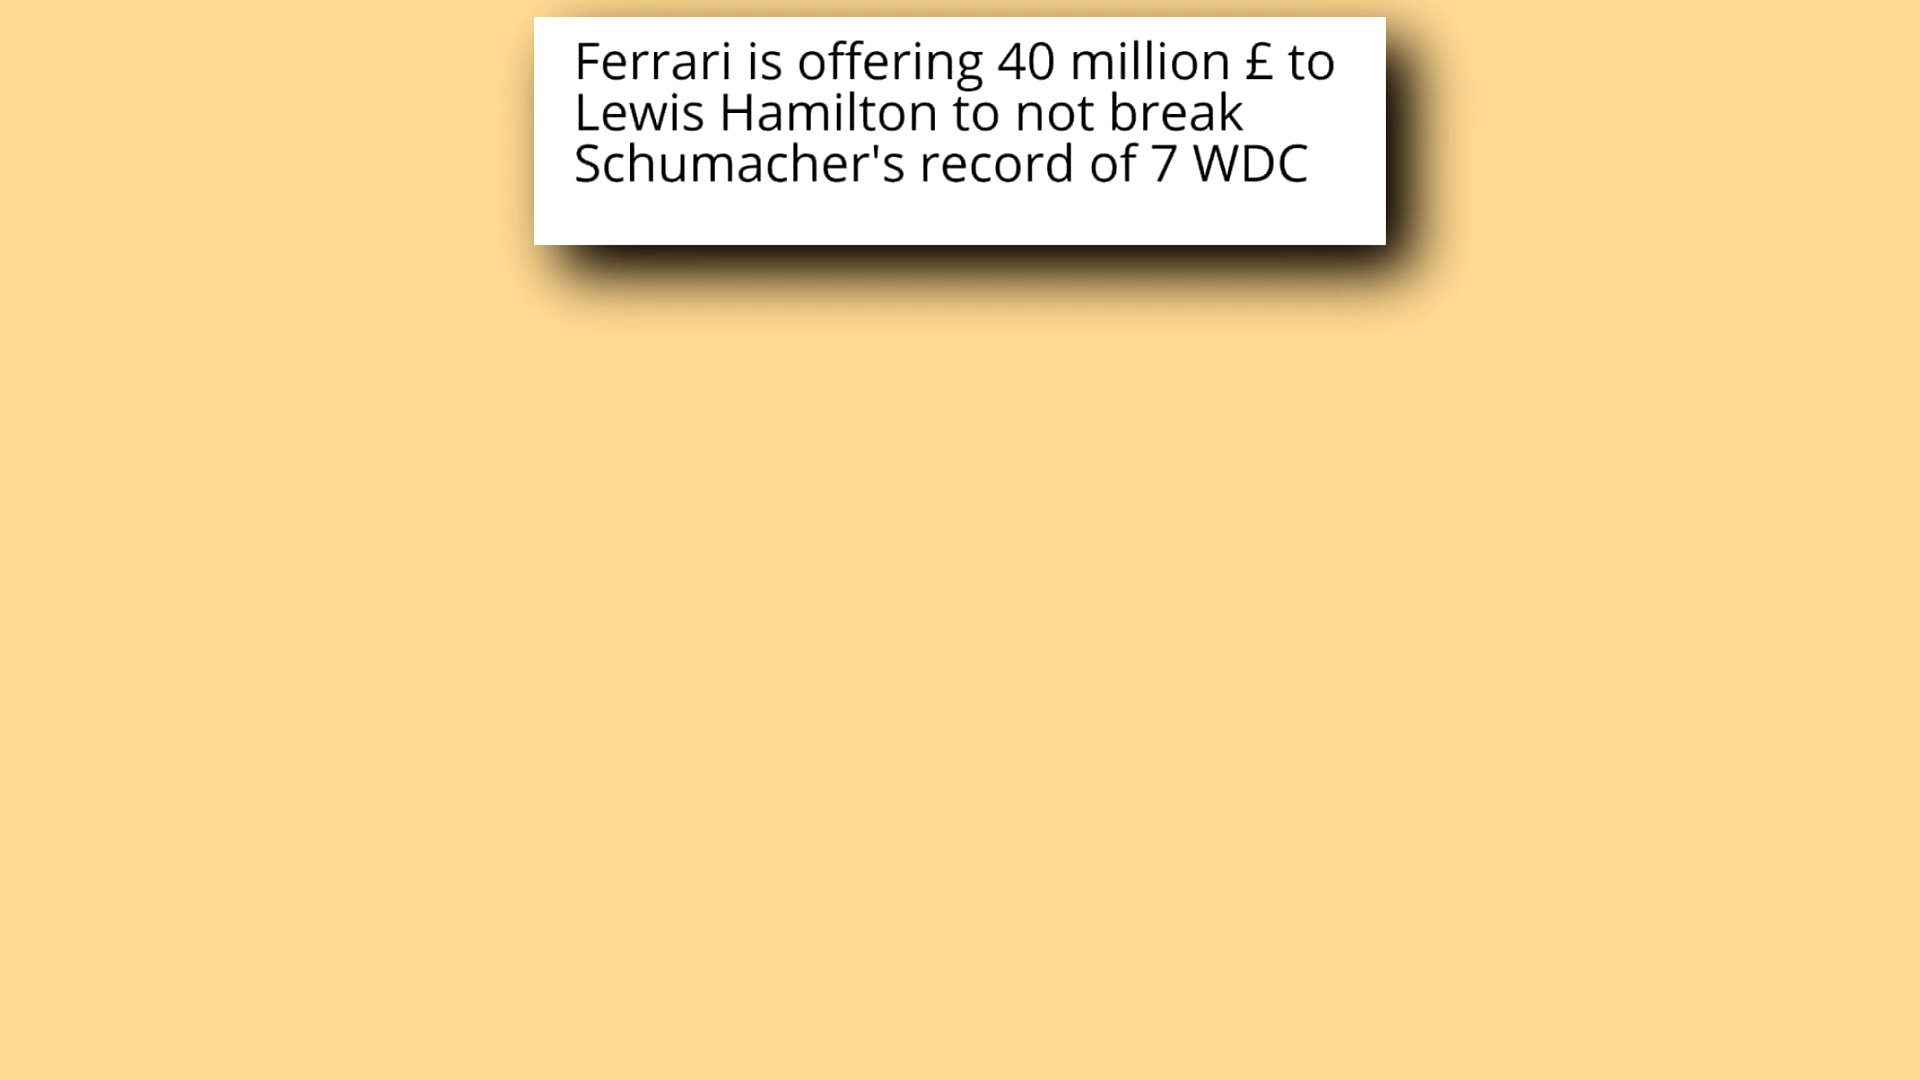 Ferrari is offering 40 million £ to
Lewis Hamilton to not break
Schumacher's record of 7 WDC